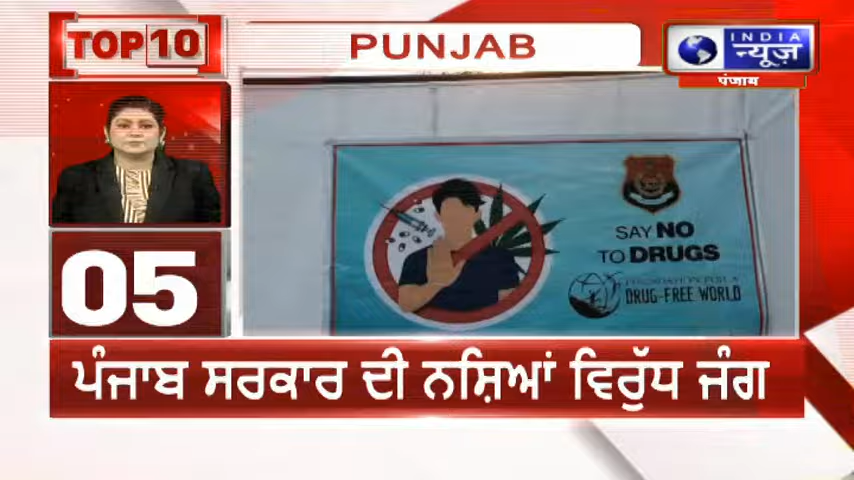 TOP 10
PUNJAB
INDIA
न्यूज़
ਪੰਜਾਬ
SAY NO
TO DRUGS
DRUG-FREE WORLD
05
ਪੰਜਾਬ ਸਰਕਾਰ ਦੀ ਨਸ਼ਿਆਂ ਵਿਰੁੱਧ ਜੰਗ